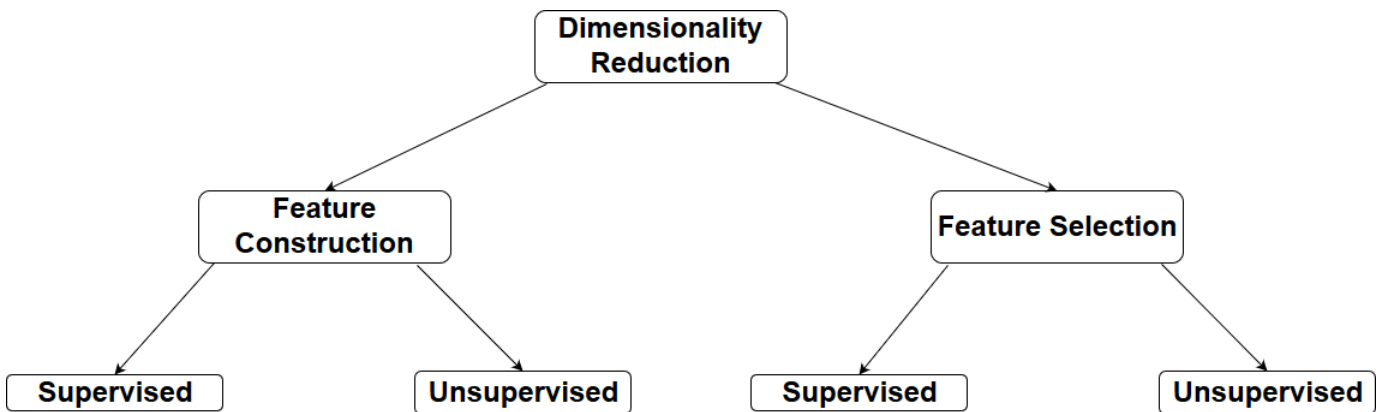 Dimensionality
Reduction
Feature
Construction
Feature Selection
Supervised
Unsupervised
Supervised
Unsupervised